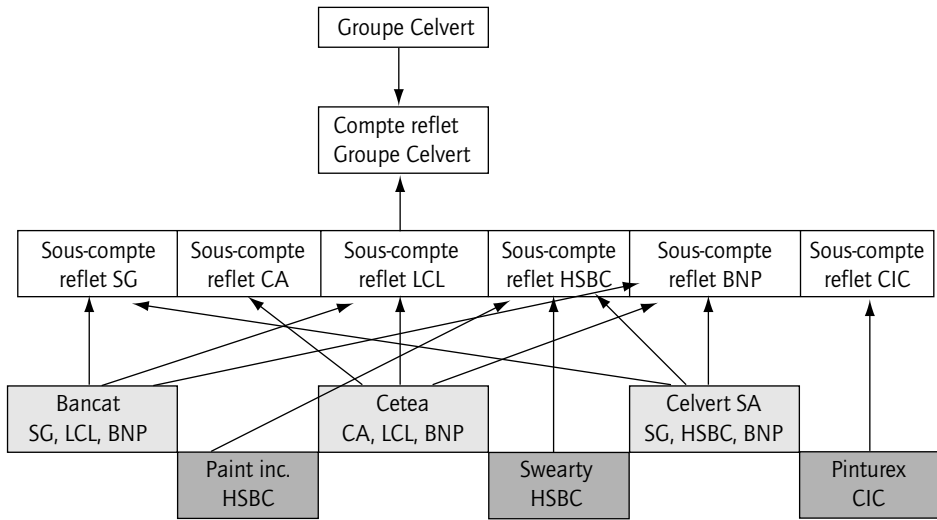 Groupe Celvert
Compte reflet
Groupe Celvert
Sous-compte
reflet SG
Sous-compte
reflet CA
Sous-compte
reflet LCL
Sous-compte
reflet HSBC
Sous-compte
reflet BNP
Sous-compte
reflet CIC
Bancat
SG, LCL, BNP
Cetea
CA, LCL, BNP
Celvert SA
SG, HSBC, BNP
Paint inc.
HSBC
Swearty
HSBC
Pinturex
CIC